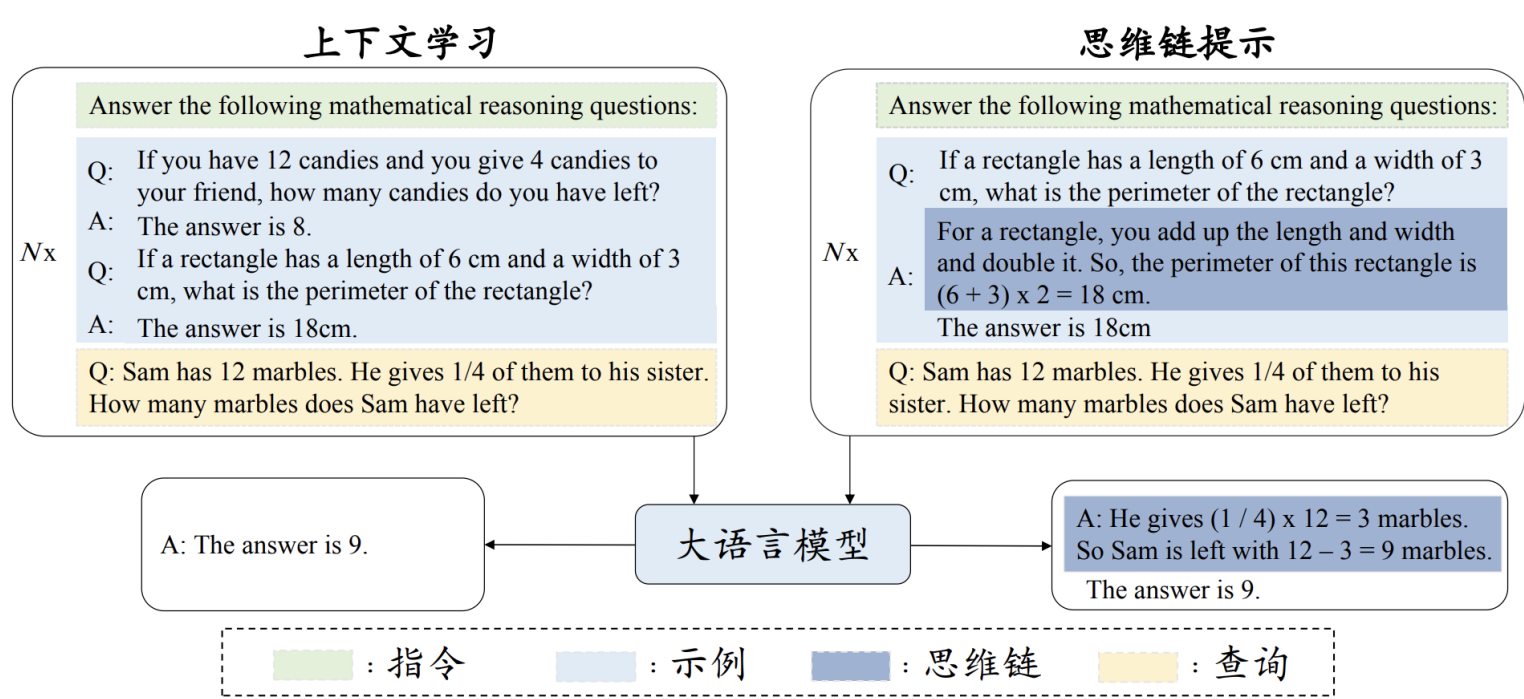 上下文学习
Answer the following mathematical reasoning questions:
Nx
Q: If you have 12 candies and you give 4 candies to
your friend, how many candies do you have left?
A: The answer is 8.
Q: If a rectangle has a length of 6 cm and a width of 3
cm, what is the perimeter of the rectangle?
A: The answer is 18cm.
Q: Sam has 12 marbles. He gives 1/4 of them to his sister.
How many marbles does Sam have left?
思维链提示
Answer the following mathematical reasoning questions:
Nx
Q: If a rectangle has a length of 6 cm and a width of 3
cm, what is the perimeter of the rectangle?
A: For a rectangle, you add up the length and width
and double it. So, the perimeter of this rectangle is
(6 + 3) x 2 = 18 cm.
The answer is 18cm
Q: Sam has 12 marbles. He gives 1/4 of them to his
sister. How many marbles does Sam have left?
A: The answer is 9.
大语言模型
A: He gives (1 / 4) x 12 = 3 marbles.
So Sam is left with 12 – 3 = 9 marbles.
The answer is 9.
: 指令 : 示例 : 思维链 : 查询